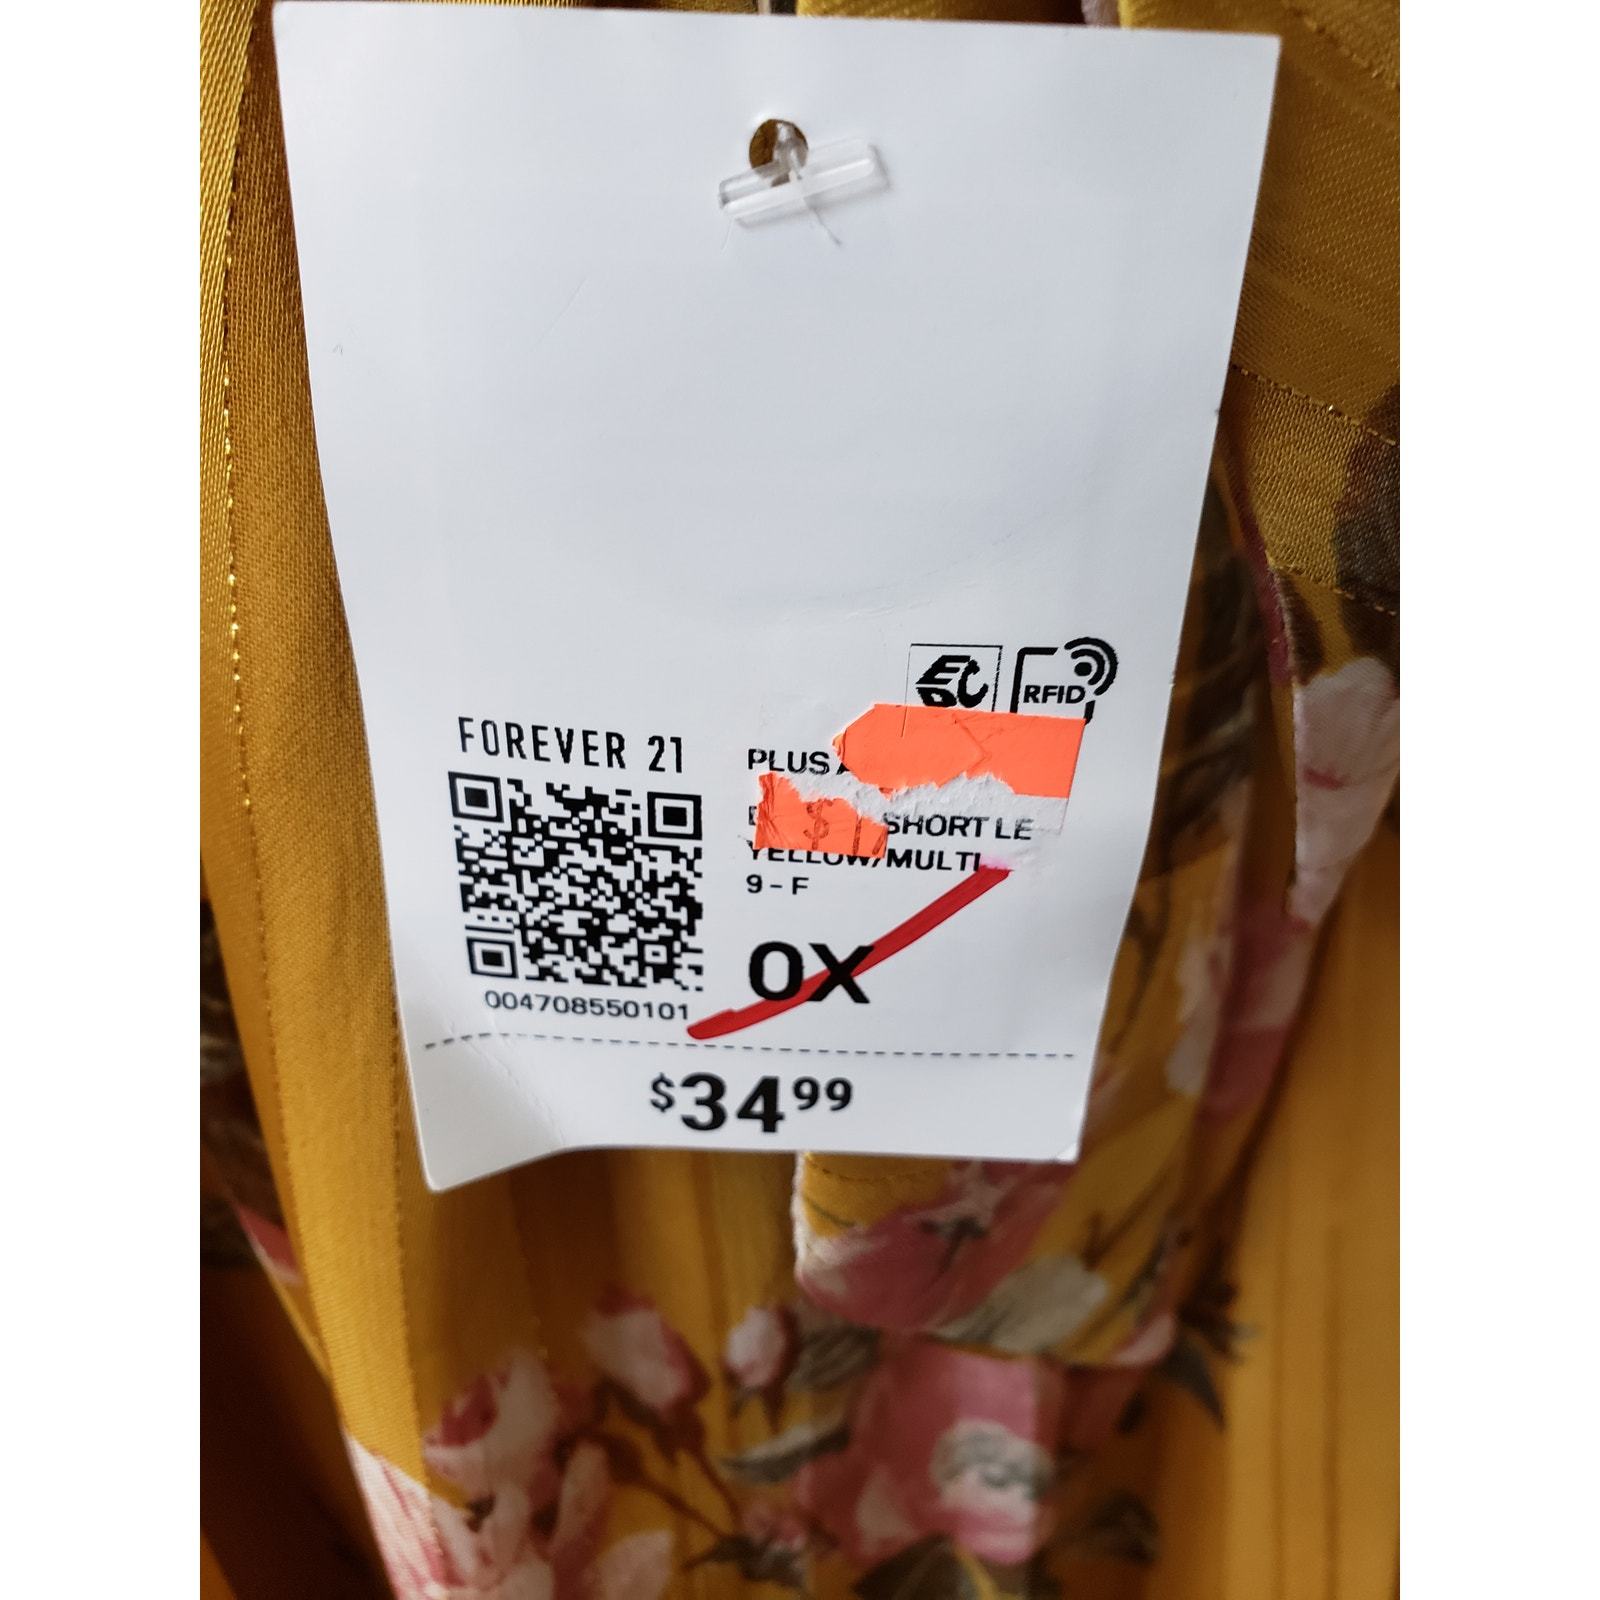 RFID
FOREVER 21
PLUS
$
SHORT LE
YELLOW/MULTI
9 - F
0X
004708550101
$34.99